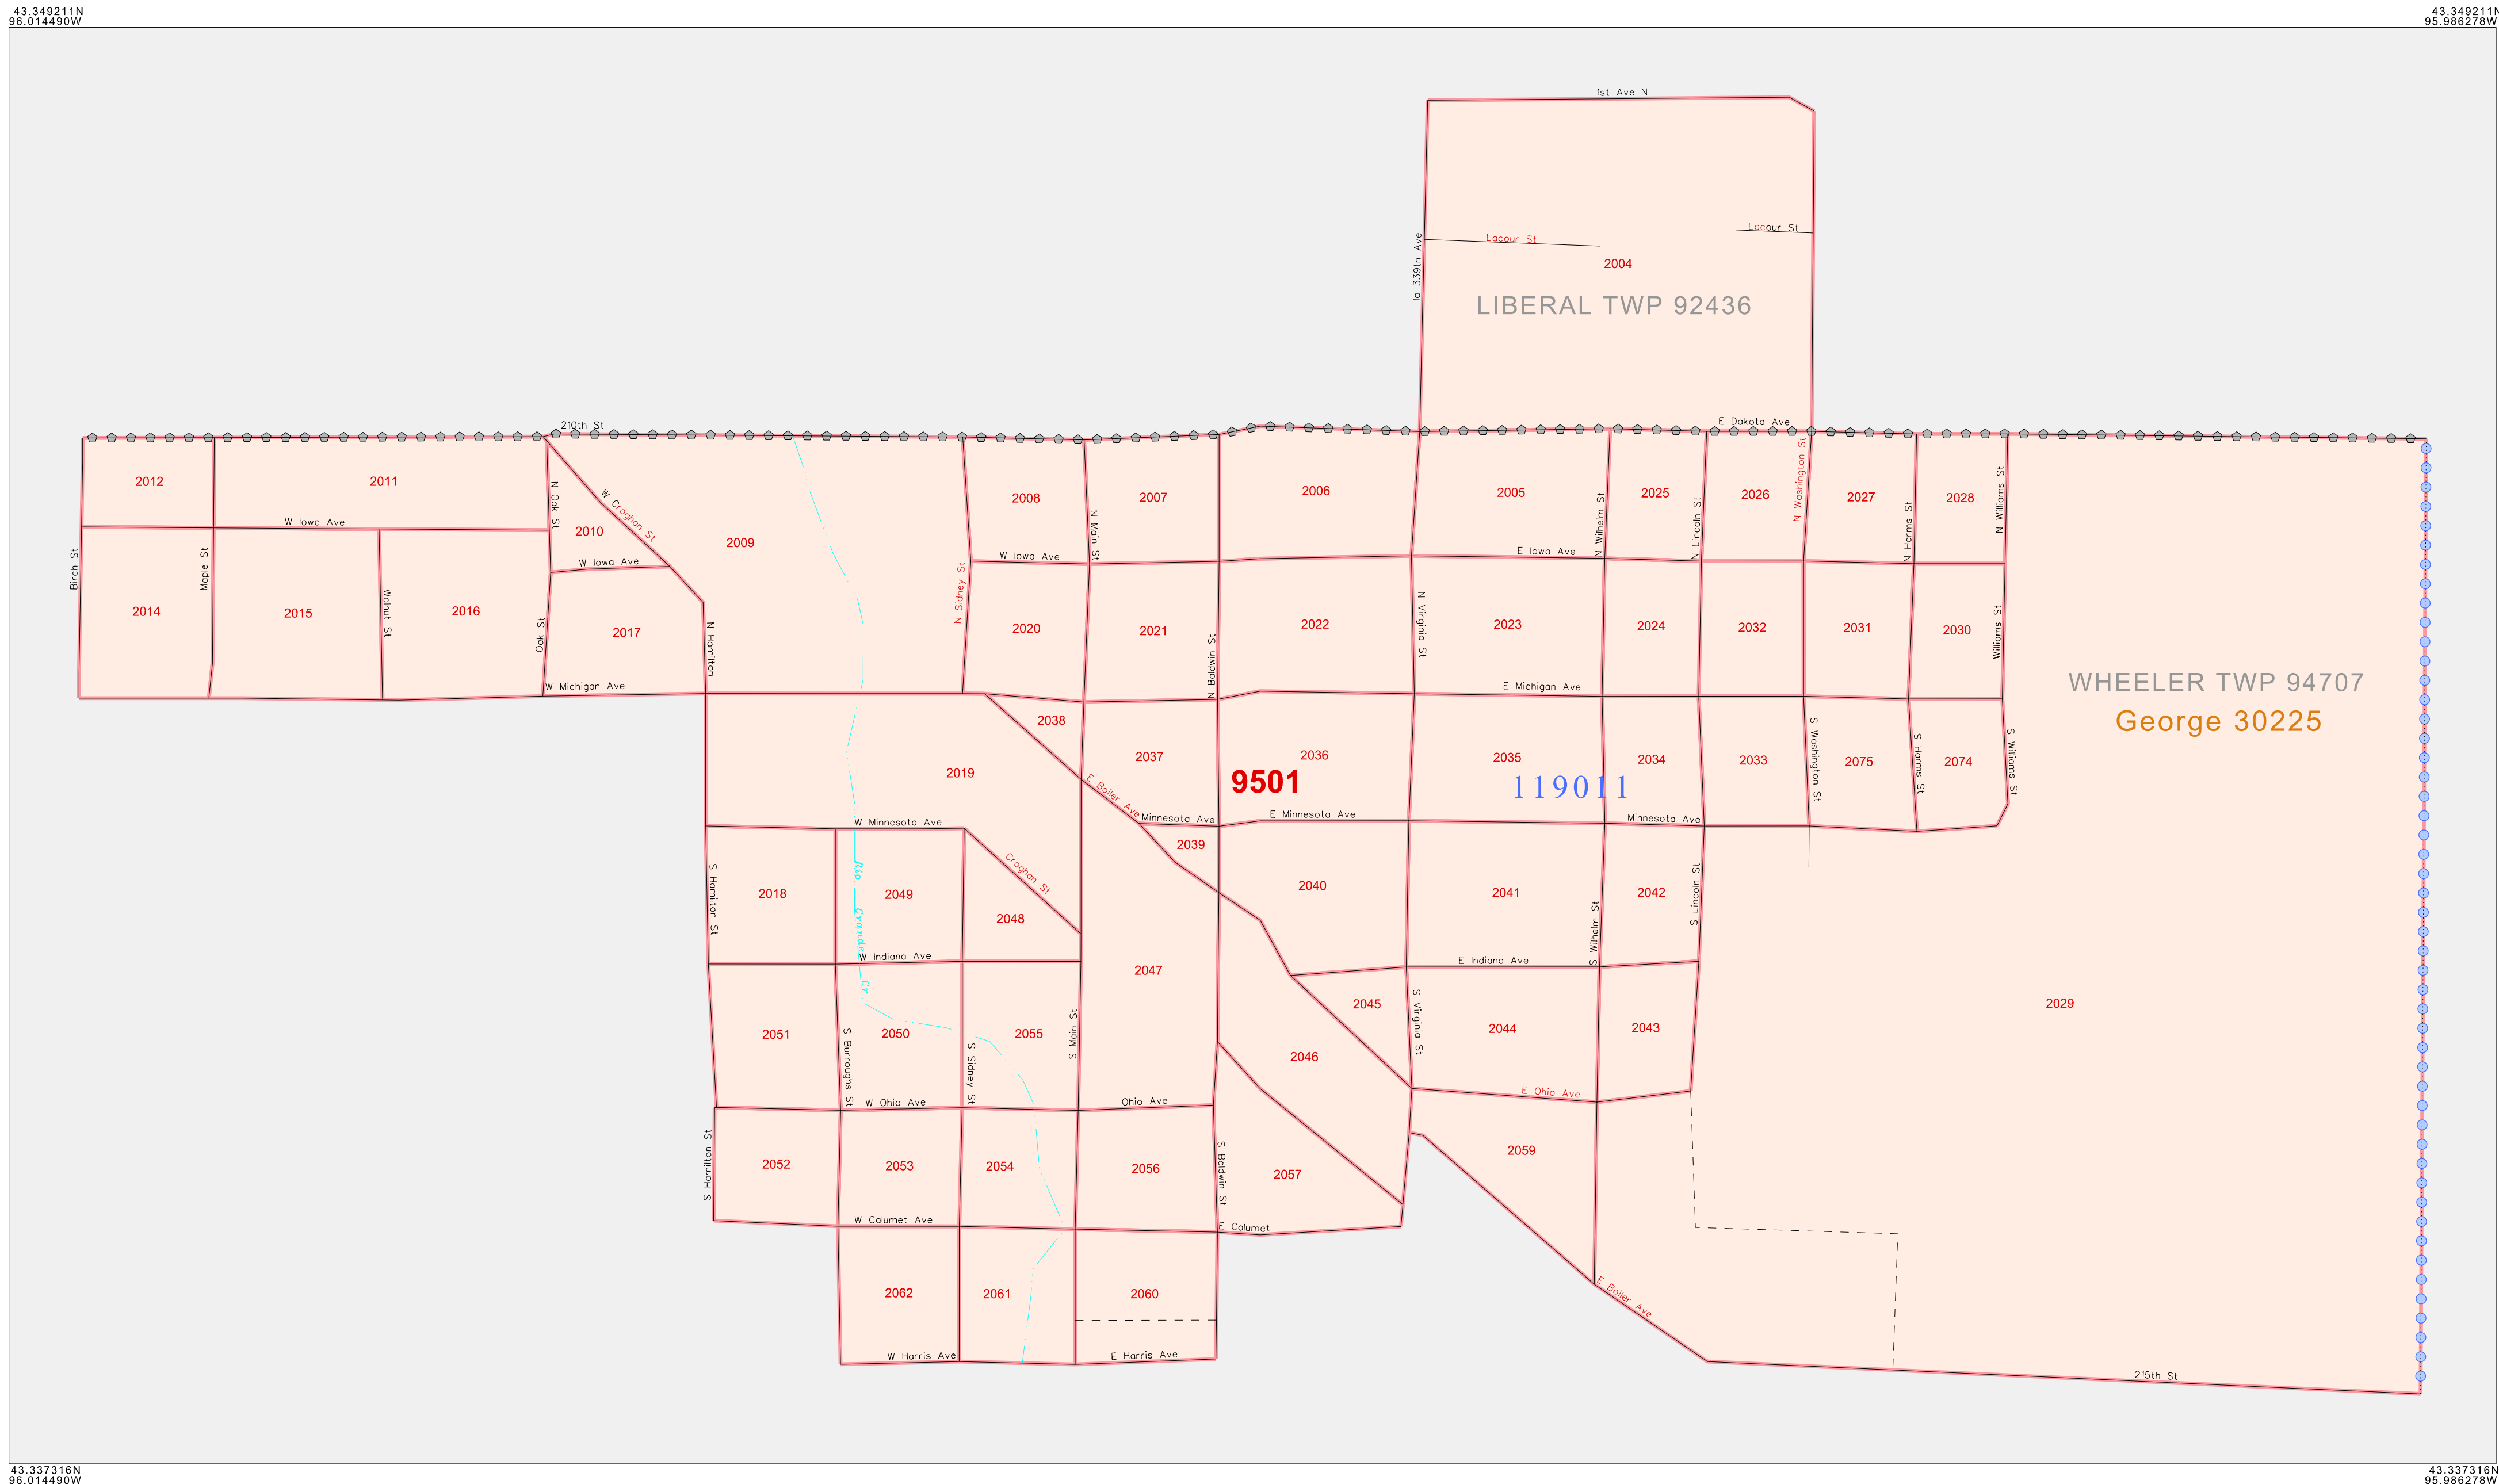 43.349211N
96.014490W
43.349211N
95.986278W
1st Ave N
Lacour St
Lacour St
Ia 339th Ave
2004
LIBERAL TWP 92436
210th St
E Dakota Ave
2012
2011
N Oak St
W Croghan St
2010
2009
2008
N Main St
2007
2006
2005
N Wilhelm St
2025
N Lincoln St
2026
N Washington St
2027
N Harms St
2028
N Williams St
W Iowa Ave
W Iowa Ave
W Iowa Ave
E Iowa Ave
Birch St
2014
Maple St
2015
Walnut St
2016
Oak St
2017
N Hamilton
N Sidney St
2020
2021
N Baldwin St
2022
N Virginia St
2023
2024
2032
2031
2030
Williams St
W Michigan Ave
E Michigan Ave
WHEELER TWP 94707
George 30225
2038
2037
2036
2035
2034
2033
S Washington St
2075
S Harms St
2074
S Williams St
2019
9501
119011
E Boiler Ave
W Minnesota Ave
Minnesota Ave
E Minnesota Ave
Minnesota Ave
2039
Croghan St
S Hamilton St
2018
Rio Grande Cr
2049
2048
2040
2041
S Wilhelm St
2042
S Lincoln St
W Indiana Ave
E Indiana Ave
2047
2029
2051
S Burroughs St
2050
S Sidney St
2055
S Main St
2046
2045
S Virginia St
2044
2043
W Ohio Ave
Ohio Ave
E Ohio Ave
S Hamilton St
2052
2053
2054
2056
S Baldwin St
2057
2059
W Calumet Ave
E Calumet
2062
2061
2060
E Boiler Ave
W Harris Ave
E Harris Ave
215th St
43.337316N
96.014490W
43.337316N
95.986278W